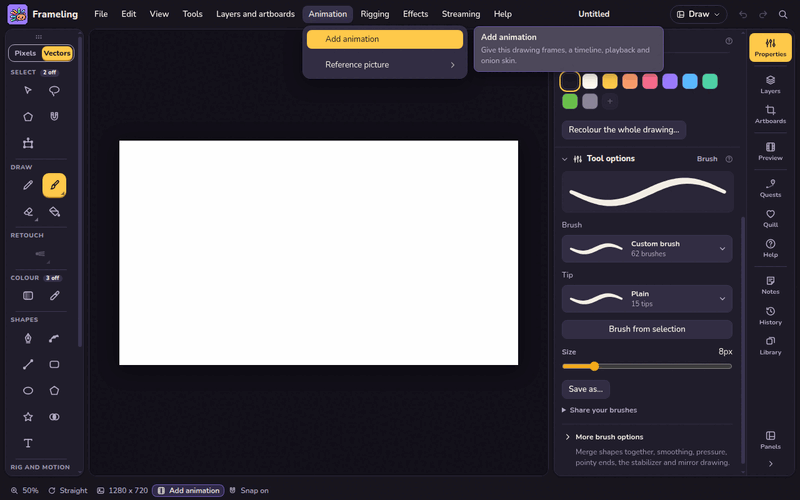 Frameling
File
Edit
View
Tools
Layers and artboards
Animation
Rigging
Effects
Streaming
Help
Untitled
Draw
Add animation
Reference picture
Add animation
Give this drawing frames, a timeline, playback and
onion skin.
Pixels
Vectors
SELECT
2 off
DRAW
RETOUCH
COLOUR
3 off
SHAPES
RIG AND MOTION
+
Recolour the whole drawing...
Tool options
Brush
Brush
Custom brush
62 brushes
Tip
Plain
15 tips
Brush from selection
Size
8px
Save as...
Share your brushes
More brush options
Merge shapes together, smoothing, pressure,
pointy ends, the stabilizer and mirror drawing.
Properties
Layers
Artboards
Preview
Quests
Quill
Help
Notes
History
Library
Panels
50%
Straight
1280 x 720
Add animation
Snap on